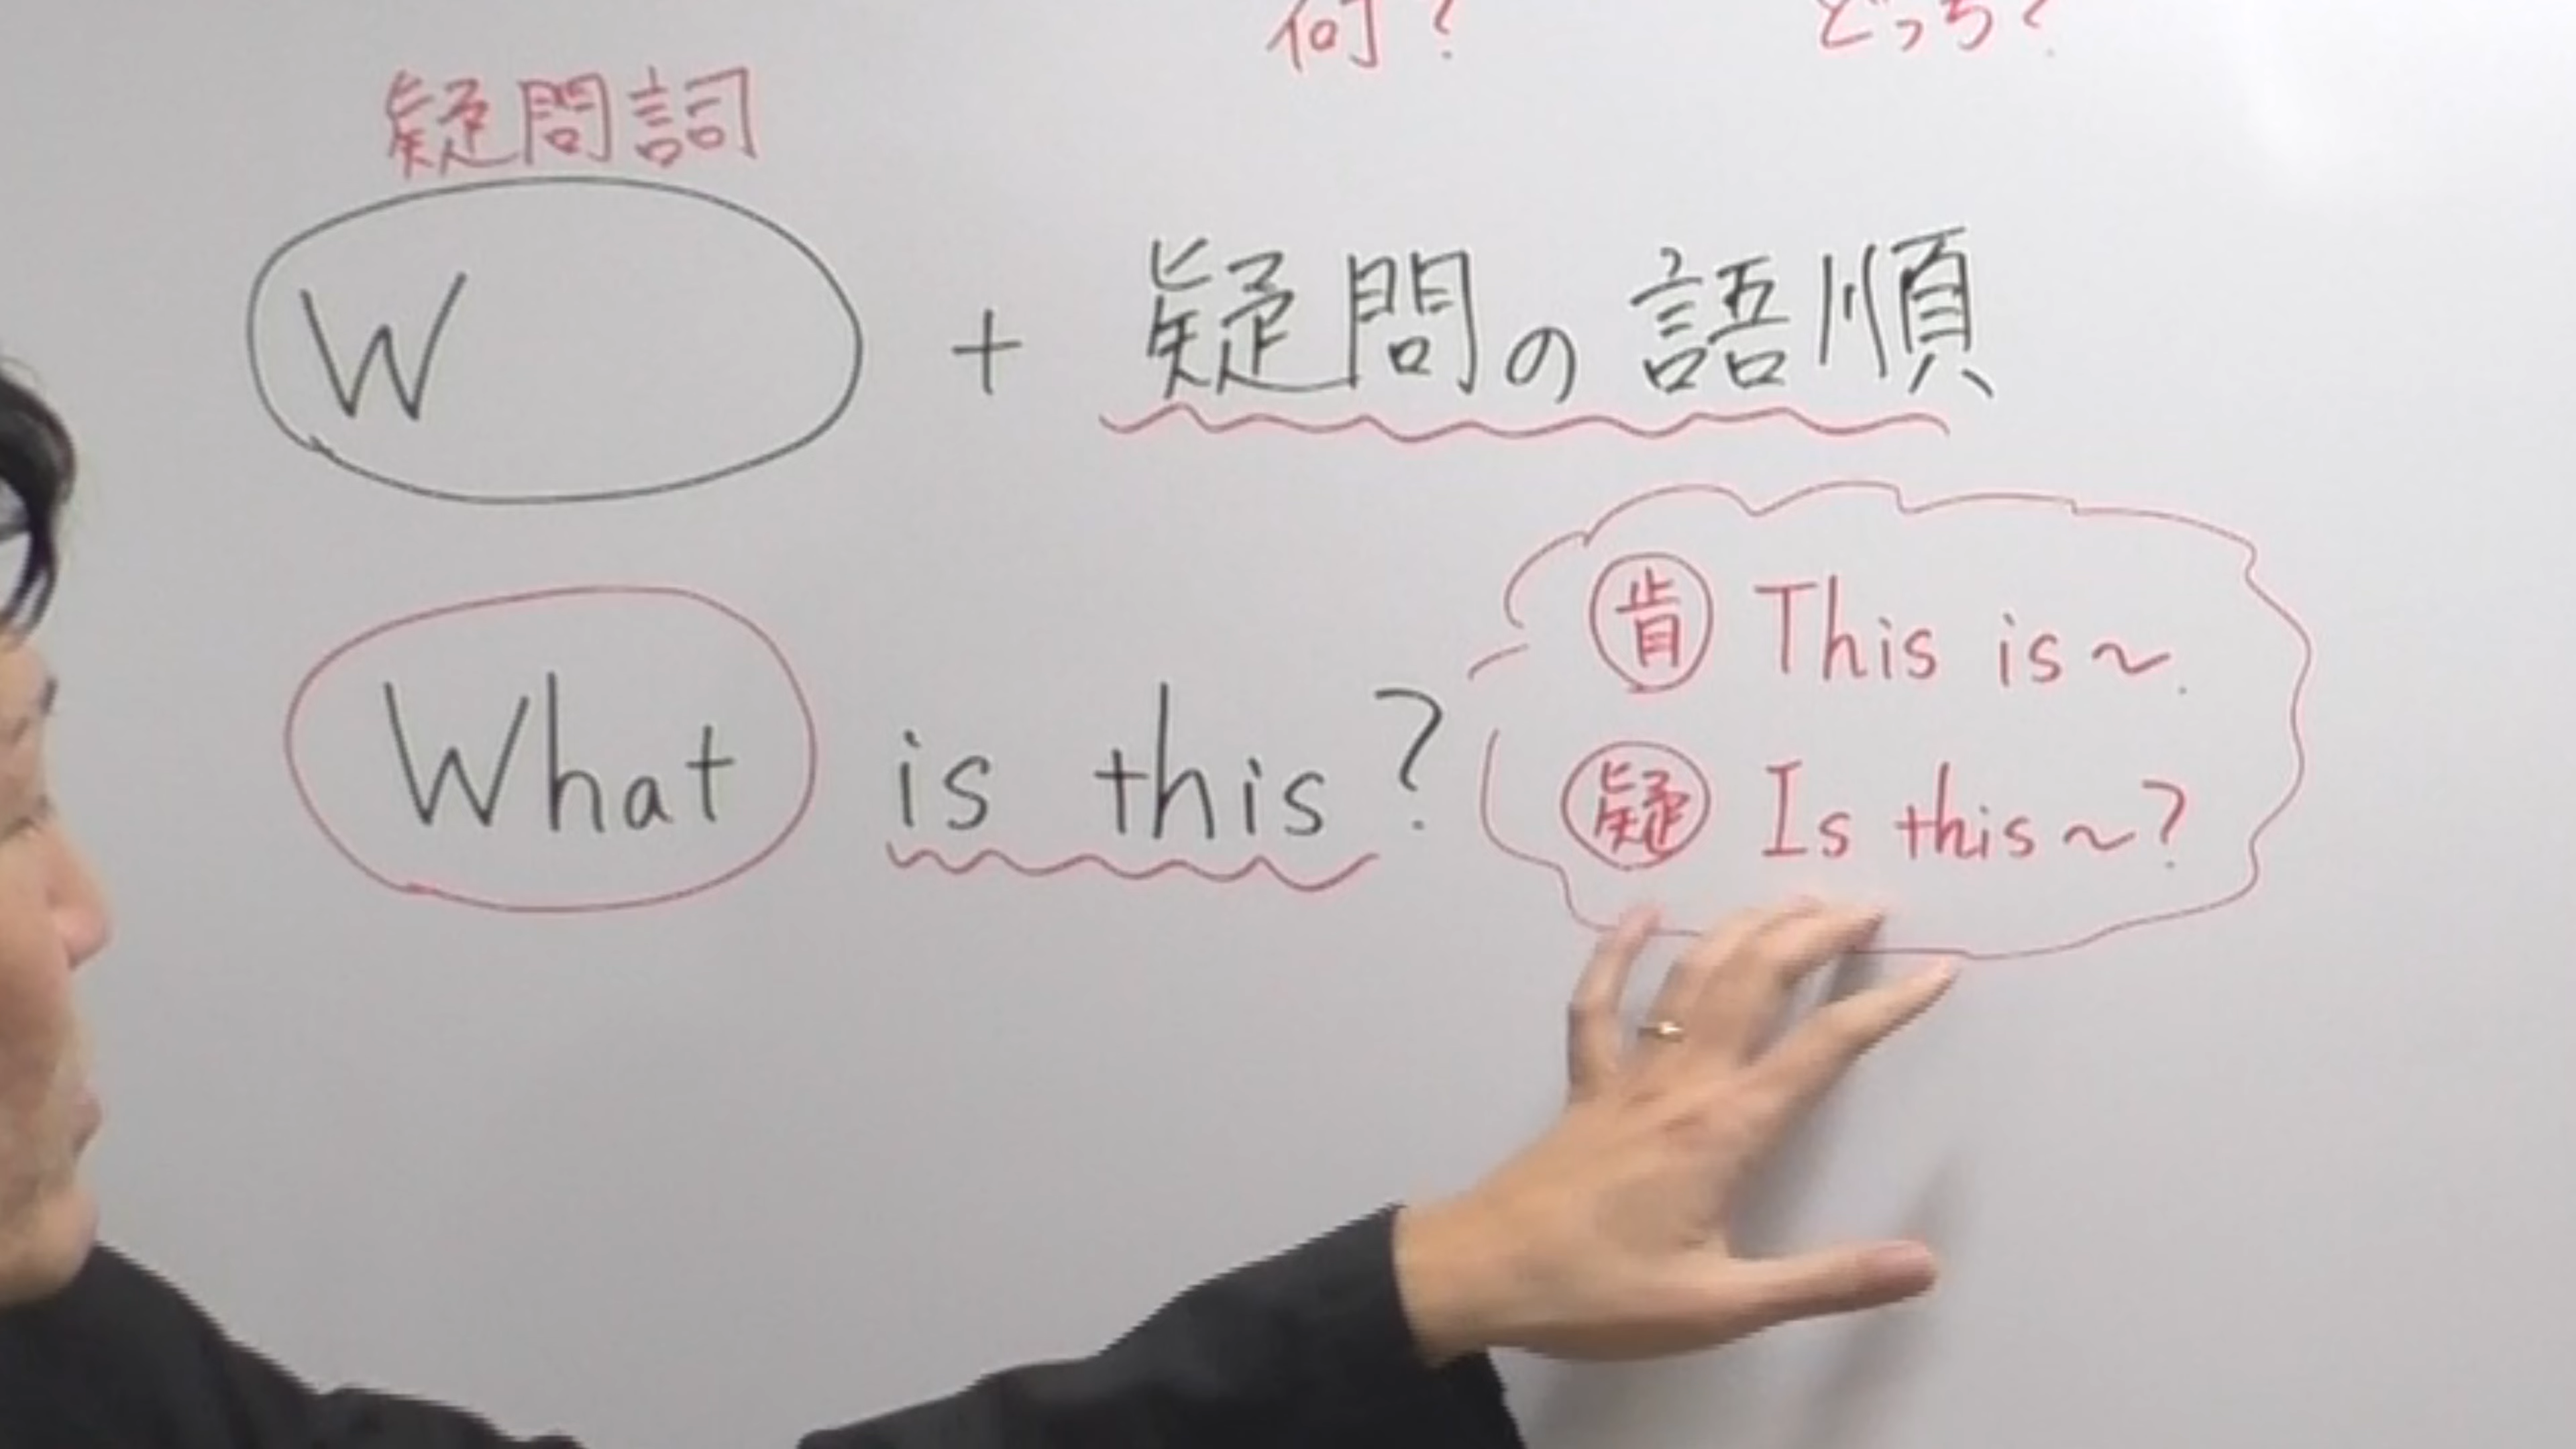 何? どっち?
疑問詞
W + 疑問の語順
肯 This is~.
What is this?
疑 Is this~?